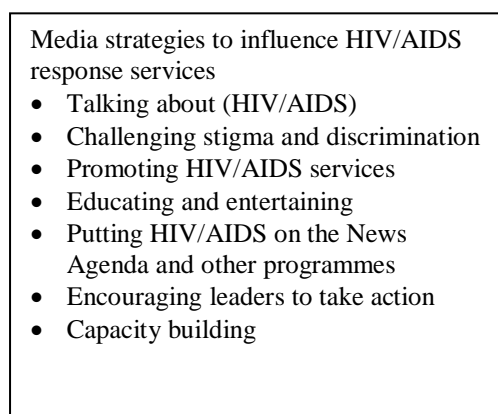 Media strategies to influence HIV/AIDS
response services
• Talking about (HIV/AIDS)
• Challenging stigma and discrimination
• Promoting HIV/AIDS services
• Educating and entertaining
• Putting HIV/AIDS on the News
Agenda and other programmes
• Encouraging leaders to take action
• Capacity building